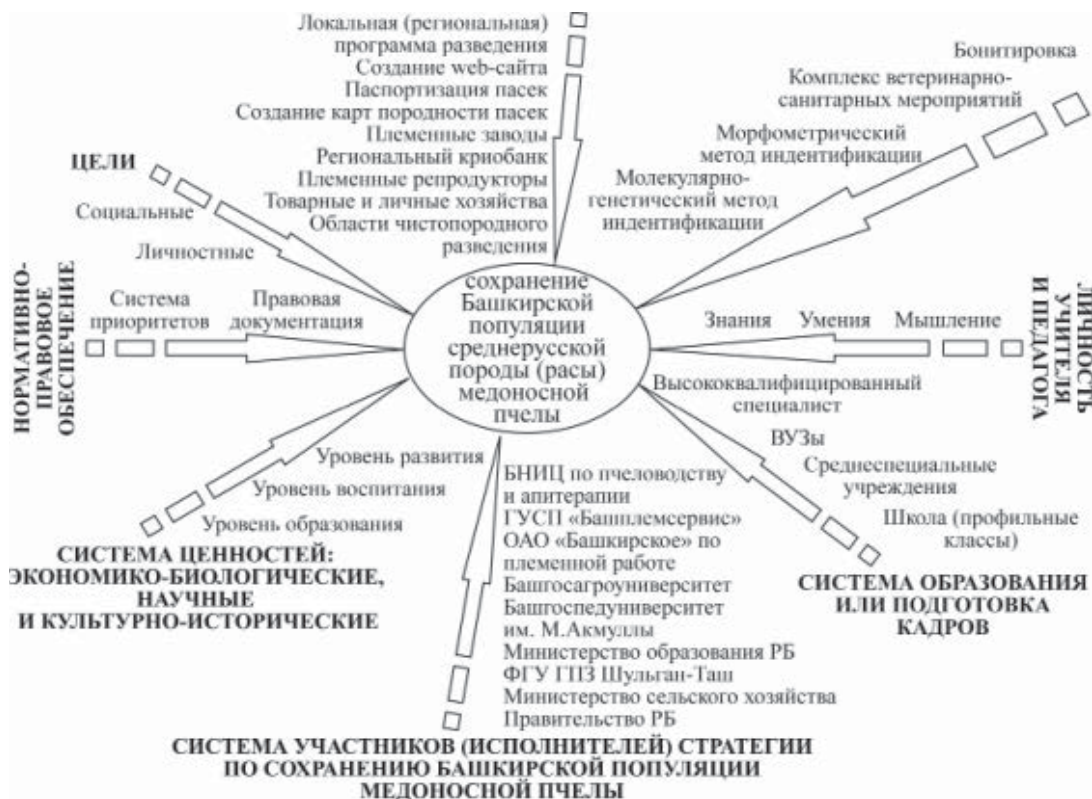 Локальная (региональная)
программа разведения
Создание web-сайта
Паспортизация пасек
Создание карт породности пасек
Племенные заводы
Региональный криобанк
Племенные репродукторы
Товарные и личные хозяйства
Области чистопородного
разведения
Бонитировка
Комплекс ветеринарно-
санитарных мероприятий
Морфометрический
метод индентификации
Молекулярно-
генетический метод
индентификации
ЦЕЛИ
Социальные
Личностные
НОРМАТИВНО-
ПРАВОВОЕ
ОБЕСПЕЧЕНИЕ
Система
приоритетов
Правовая
документация
сохранение
Башкирской
популяции
среднерусской
породы (расы)
медоносной
пчелы
Знания
Умения
Мышление
ЛИЧНОСТЬ
УЧИТЕЛЯ
И ПЕДАГОГА
Высококвалифицированный
специалист
ВУЗы
Среднеспециальные
учреждения
Школа (профильные
классы)
СИСТЕМА ОБРАЗОВАНИЯ
ИЛИ ПОДГОТОВКА
КАДРОВ
Уровень развития
Уровень воспитания
Уровень образования
СИСТЕМА ЦЕННОСТЕЙ:
ЭКОНОМИКО-БИОЛОГИЧЕСКИЕ,
НАУЧНЫЕ
И КУЛЬТУРНО-ИСТОРИЧЕСКИЕ
БНИЦ по пчеловодству
и апитерапии
ГУСП «Башплемсервис»
ОАО «Башкирское» по
племенной работе
Башгосагроуниверситет
Башгоспедуниверситет
им. М.Акмуллы
Министерство образования РБ
ФГУ ГПЗ Шульган-Таш
Министерство сельского хозяйства
Правительство РБ
СИСТЕМА УЧАСТНИКОВ (ИСПОЛНИТЕЛЕЙ) СТРАТЕГИИ
ПО СОХРАНЕНИЮ БАШКИРСКОЙ ПОПУЛЯЦИИ
МЕДОНОСНОЙ ПЧЕЛЫ